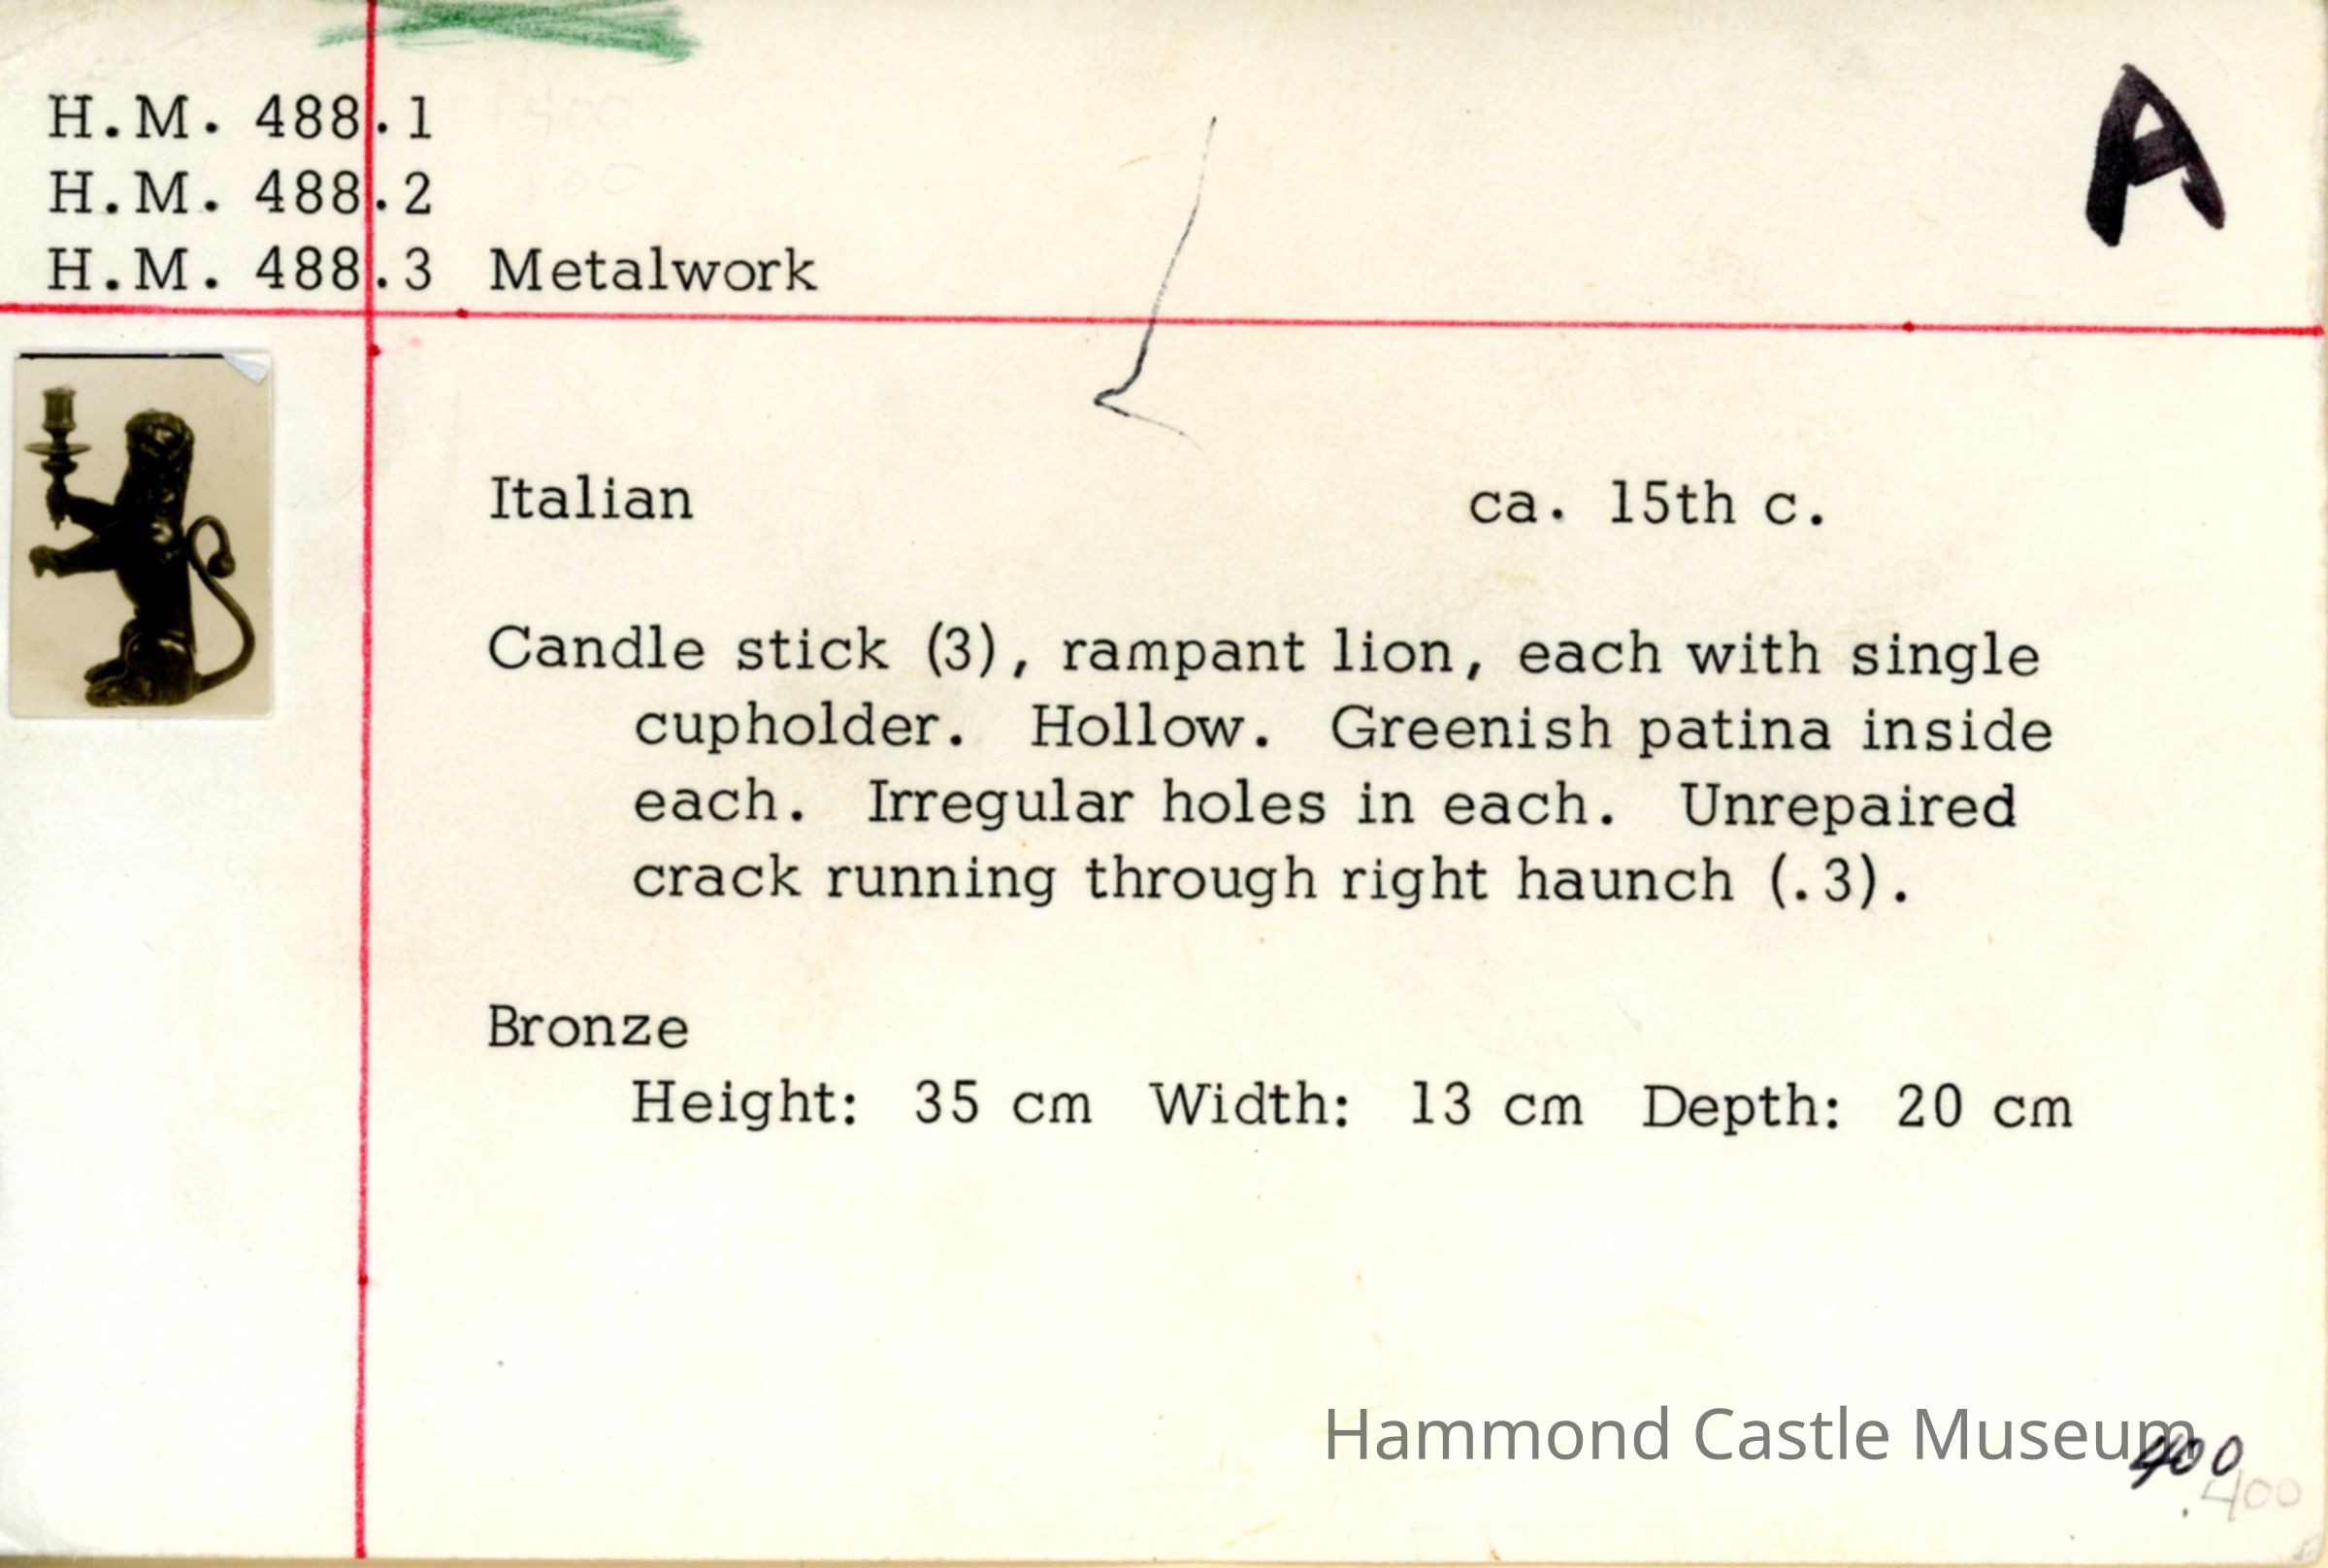 H.M. 488.1
H.M. 488.2
H.M. 488.3 Metalwork
A
Italian ca. 15th c.
Candle stick (3), rampant lion, each with single
cupholder. Hollow. Greenish patina inside
each. Irregular holes in each. Unrepaired
crack running through right haunch (.3).
Bronze
Height: 35 cm Width: 13 cm Depth: 20 cm
Hammond Castle Museum
400
400